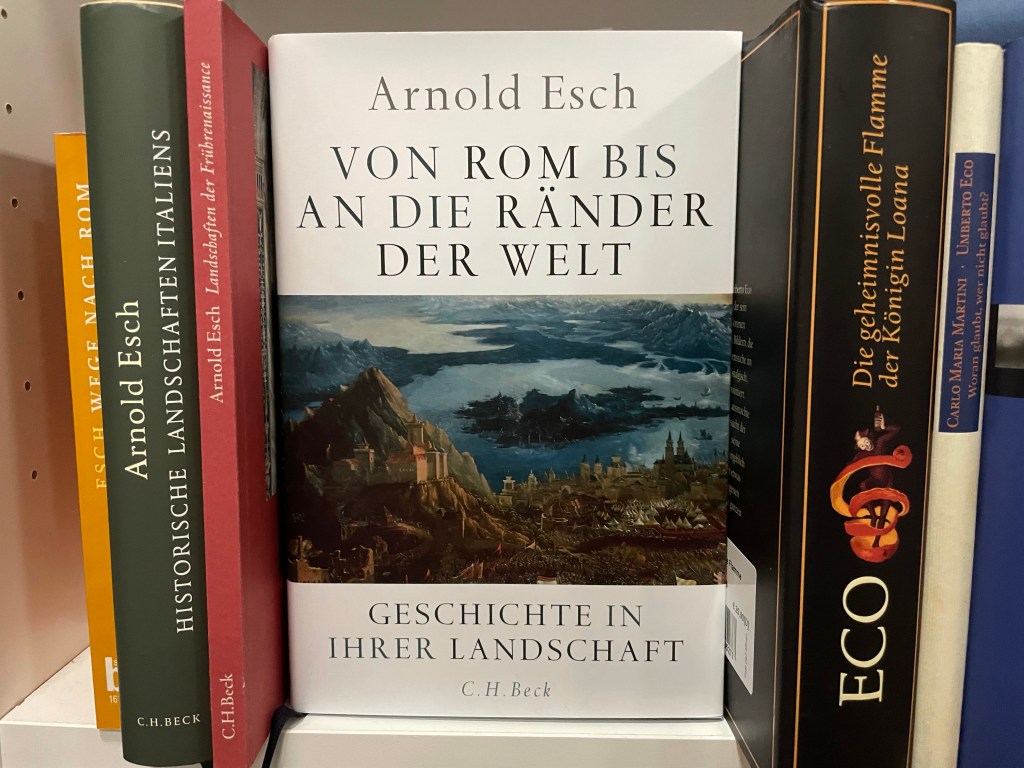 ESCH WEGE NACH ROM
Arnold Esch
HISTORISCHE LANDSCHAFTEN ITALIENS
C.H.BECK
Arnold Esch Landschaften der Frührenaissance
C.H.Beck
Arnold Esch
VON ROM BIS
AN DIE RÄNDER
DER WELT
GESCHICHTE IN
IHRER LANDSCHAFT
C.H.Beck
Die geheimnisvolle Flamme
der Königin Loana
ECO
CARLO MARIA MARTINI · UMBERTO ECO
Woran glaubt, wer nicht glaubt?